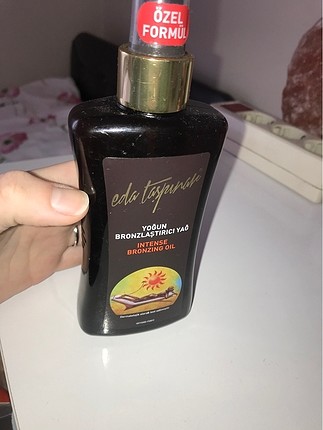 ÖZEL
FORMÜL
eda taşpınar
YOĞUN
BRONZLAŞTIRICI YAĞ
INTENSE
BRONZING OIL